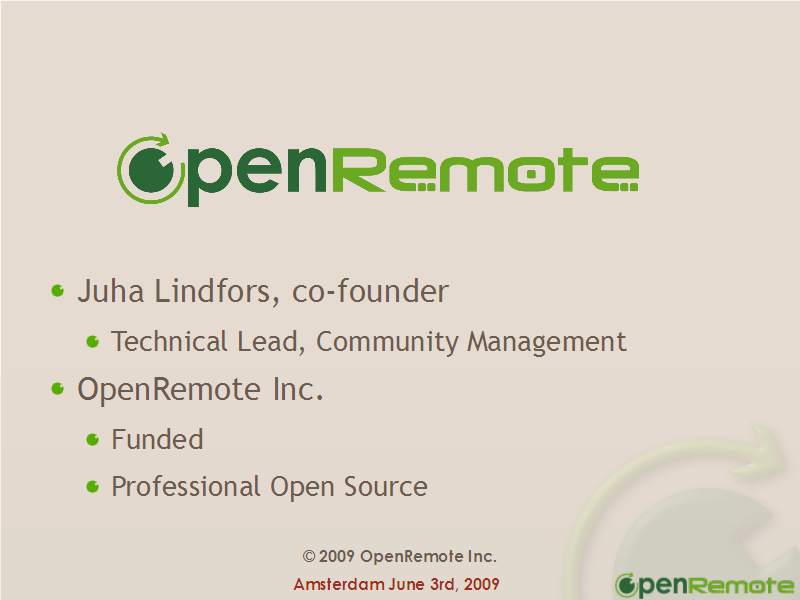 OpenRemote
Juha Lindfors, co-founder
Technical Lead, Community Management
OpenRemote Inc.
Funded
Professional Open Source
© 2009 OpenRemote Inc.
Amsterdam June 3rd, 2009
OpenRemote